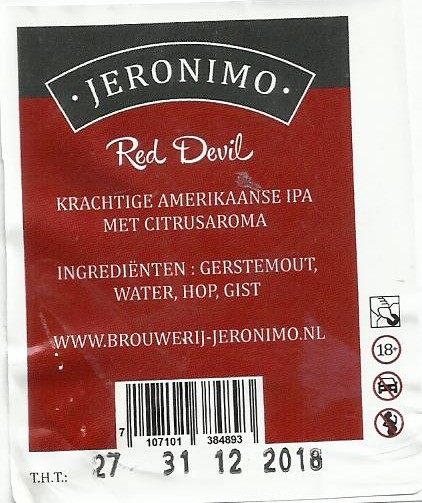 · JERONIMO ·
Red Devil
KRACHTIGE AMERIKAANSE IPA
MET CITRUSAROMA
INGREDIËNTEN : GERSTEMOUT,
WATER, HOP, GIST
WWW.BROUWERIJ-JERONIMO.NL
18+
7 107101 384893
T.H.T.: 27 31 12 2018